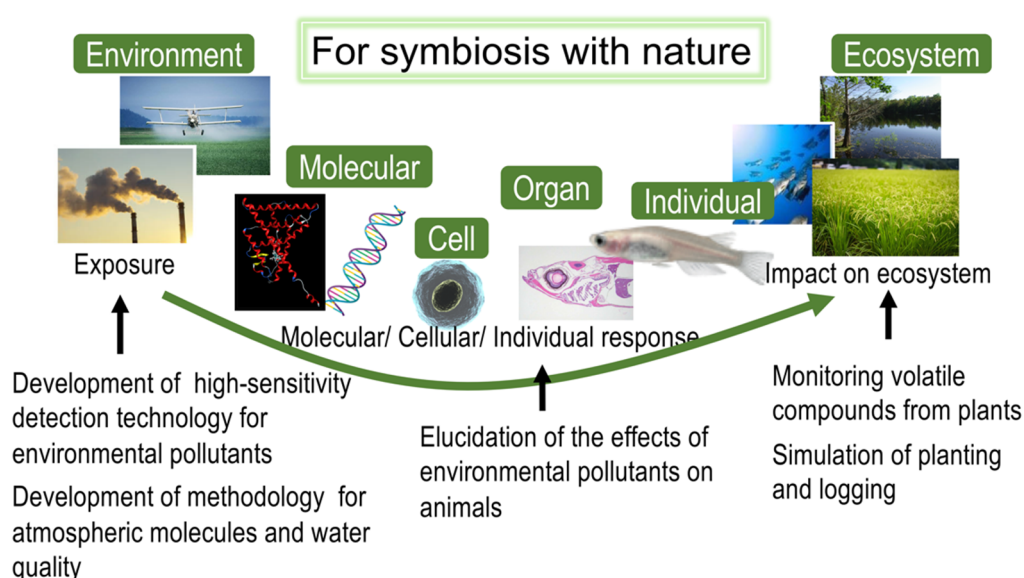 For symbiosis with nature
Environment
Ecosystem
Molecular
Organ
Individual
Cell
Exposure
Impact on ecosystem
Molecular/ Cellular/ Individual response
Development of high-sensitivity
detection technology for
environmental pollutants
Development of methodology for
atmospheric molecules and water
quality
Elucidation of the effects of
environmental pollutants on
animals
Monitoring volatile
compounds from plants
Simulation of planting
and logging